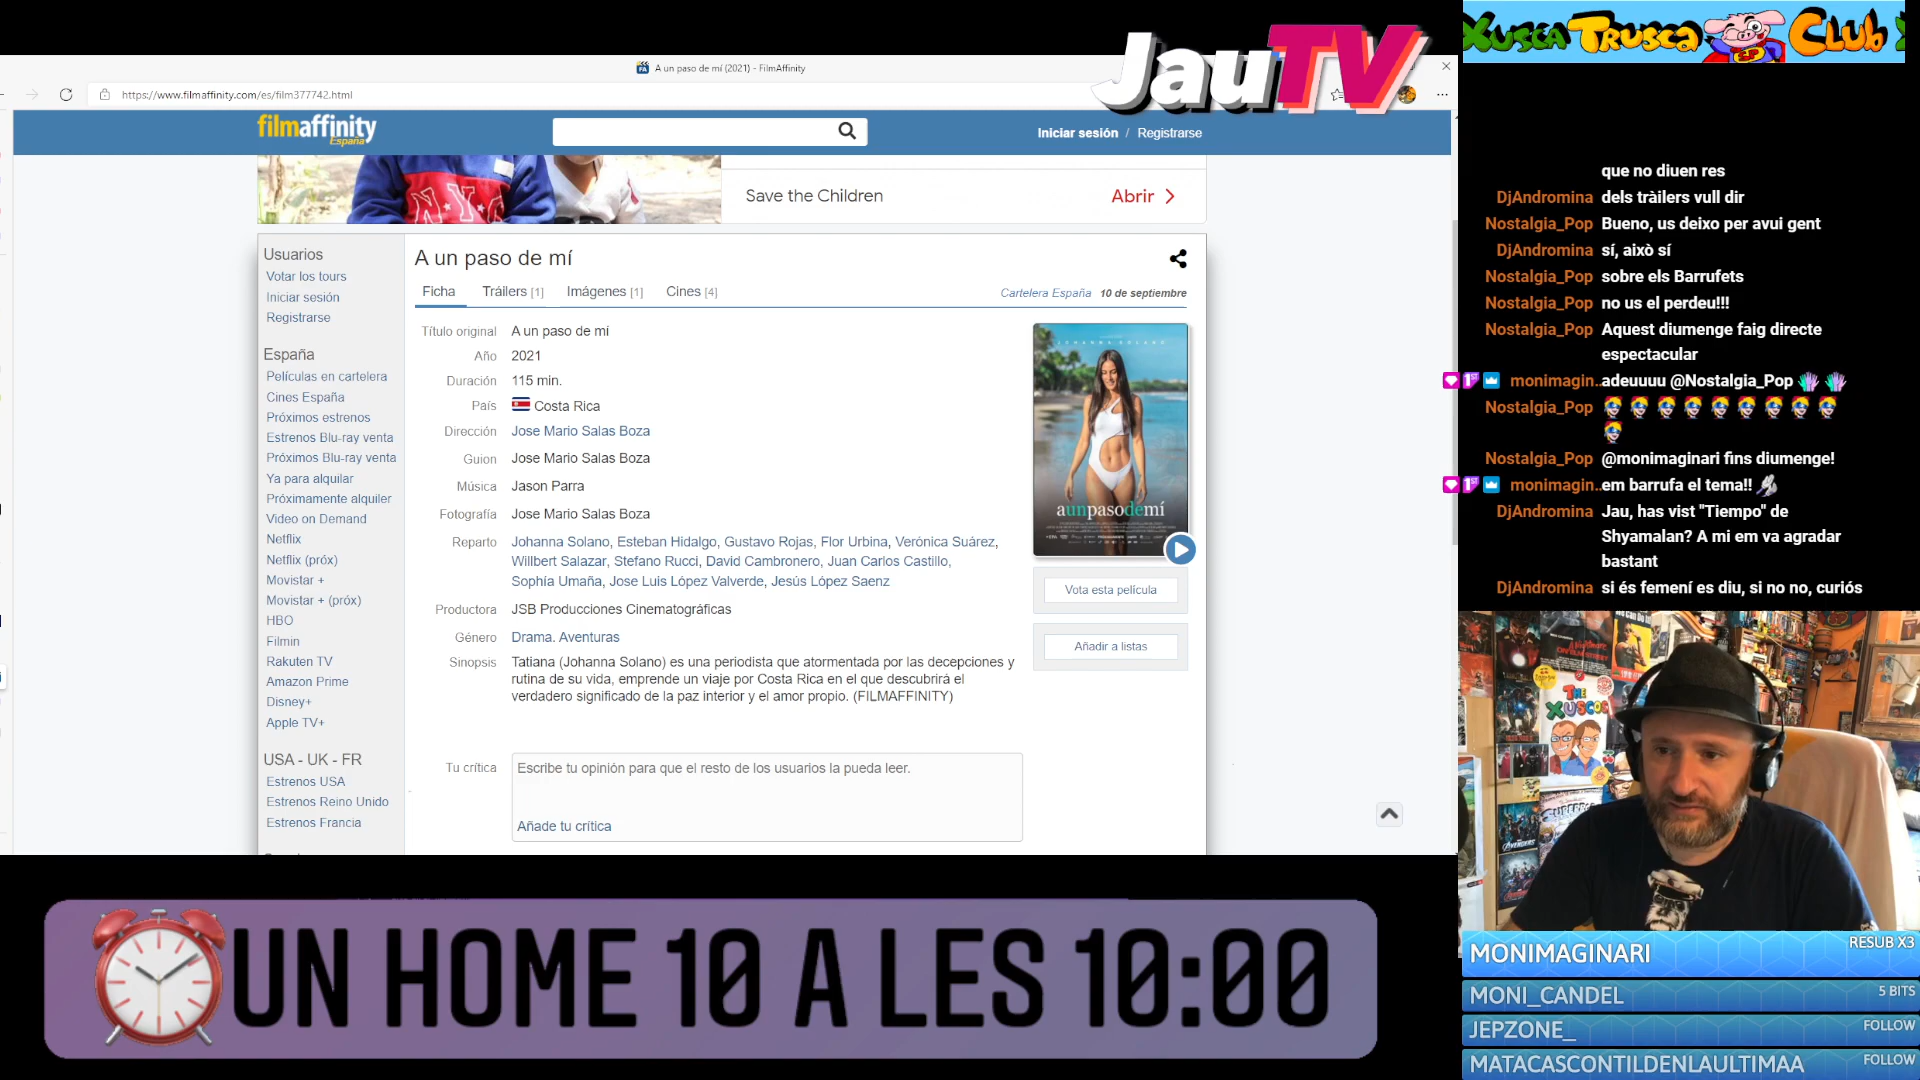 JauTV
XUSCA TRUSCA CLUB
A un paso de mí (2021) - FilmAffinity
https://www.filmaffinity.com/es/film377742.html
filmaffinity
España
Iniciar sesión / Registrarse
Save the Children
Abrir
Usuarios
Votar los tours
Iniciar sesión
Registrarse
España
Películas en cartelera
Cines España
Próximos estrenos
Estrenos Blu-ray venta
Próximos Blu-ray venta
Ya para alquilar
Próximamente alquiler
Video on Demand
Netflix
Netflix (próx)
Movistar +
Movistar + (próx)
HBO
Filmin
Rakuten TV
Amazon Prime
Disney+
Apple TV+
USA - UK - FR
Estrenos USA
Estrenos Reino Unido
Estrenos Francia
A un paso de mí
Ficha Tráilers [1] Imágenes [1] Cines [4]
Cartelera España 10 de septiembre
Título original A un paso de mí
Año 2021
Duración 115 min.
País Costa Rica
Dirección Jose Mario Salas Boza
Guion Jose Mario Salas Boza
Música Jason Parra
Fotografía Jose Mario Salas Boza
Reparto Johanna Solano, Esteban Hidalgo, Gustavo Rojas, Flor Urbina, Verónica Suárez,
Willbert Salazar, Stefano Rucci, David Cambronero, Juan Carlos Castillo,
Sophía Umaña, Jose Luis López Valverde, Jesús López Saenz
Productora JSB Producciones Cinematográficas
Género Drama. Aventuras
Sinopsis Tatiana (Johanna Solano) es una periodista que atormentada por las decepciones y
rutina de su vida, emprende un viaje por Costa Rica en el que descubrirá el
verdadero significado de la paz interior y el amor propio. (FILMAFFINITY)
Tu crítica Escribe tu opinión para que el resto de los usuarios la pueda leer.
Añade tu crítica
JOHANNA SOLANO
aunpasodemí
Vota esta película
Añadir a listas
que no diuen res
DjAndromina dels tràilers vull dir
Nostalgia_Pop Bueno, us deixo per avui gent
DjAndromina sí, això sí
Nostalgia_Pop sobre els Barrufets
Nostalgia_Pop no us el perdeu!!!
Nostalgia_Pop Aquest diumenge faig directe
espectacular
monimagin.. adeuuuu @Nostalgia_Pop
Nostalgia_Pop
Nostalgia_Pop @monimaginari fins diumenge!
monimagin.. em barrufa el tema!!
DjAndromina Jau, has vist "Tiempo" de
Shyamalan? A mi em va agradar
bastant
DjAndromina si és femení es diu, si no no, curiós
THE
XUSCOS
AVENGERS
MONIMAGINARI RESUB X3
MONI_CANDEL 5 BITS
JEPZONE_ FOLLOW
MATACASCONTILDENLAULTIMAA FOLLOW
UN HOME 10 A LES 10:00